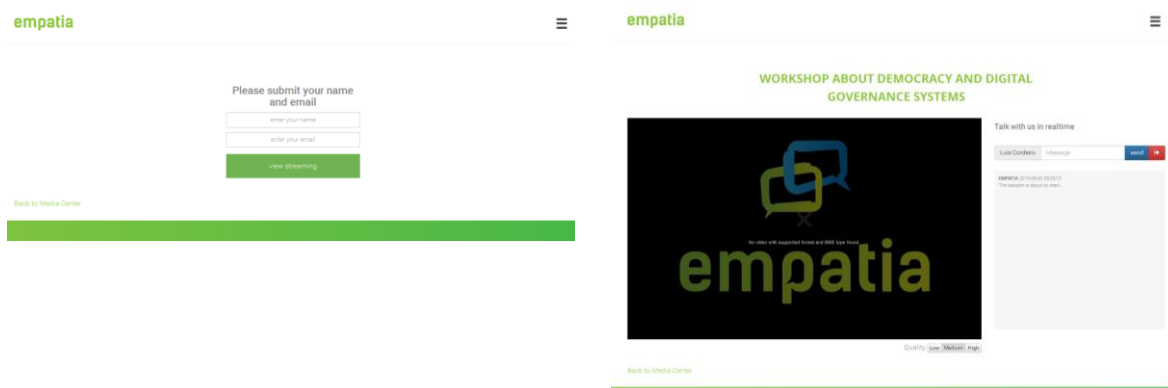 empatia
Please submit your name
and email
enter your name
enter your email
view streaming
Back to Media Center
empatia
WORKSHOP ABOUT DEMOCRACY AND DIGITAL
GOVERNANCE SYSTEMS
No video with supported format and MIME type found.
empatia
Quality Low Medium High
Talk with us in realtime
Luis Cordeiro Message send
EMPATIA
The session is about to start.
Back to Media Center